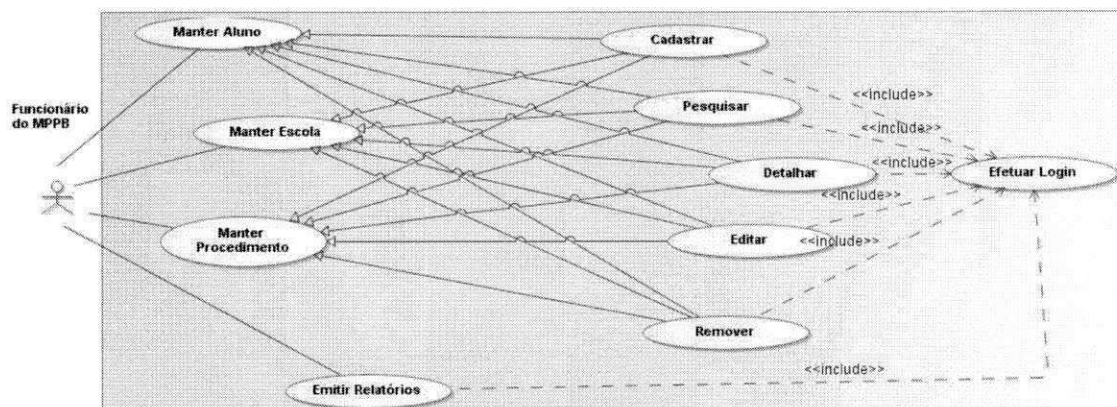 Manter Aluno
Cadastrar
Funcionário
do MPPB
<<include>>
Pesquisar
Manter Escola
<<include>>
<<include>>
Detalhar
Efetuar Login
<<include>>
Manter
Procedimento
Editar
<<include>>
Remover
<<include>>
Emitir Relatórios